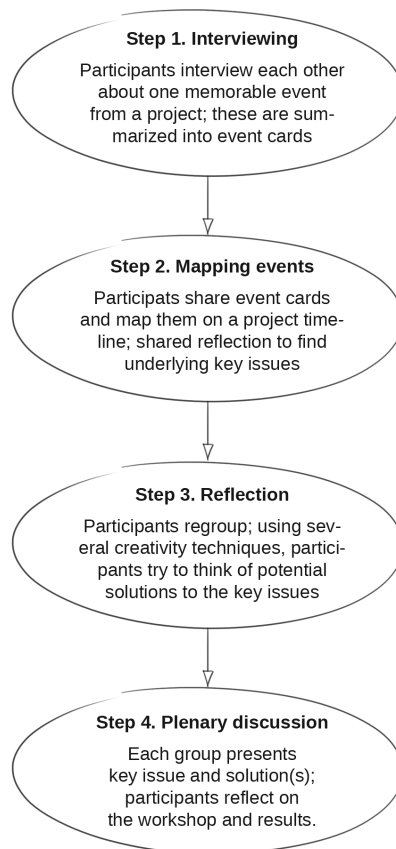 Step 1. Interviewing
Participants interview each other
about one memorable event
from a project; these are sum-
marized into event cards
Step 2. Mapping events
Participats share event cards
and map them on a project time-
line; shared reflection to find
underlying key issues
Step 3. Reflection
Participants regroup; using sev-
eral creativity techniques, partici-
pants try to think of potential
solutions to the key issues
Step 4. Plenary discussion
Each group presents
key issue and solution(s);
participants reflect on
the workshop and results.